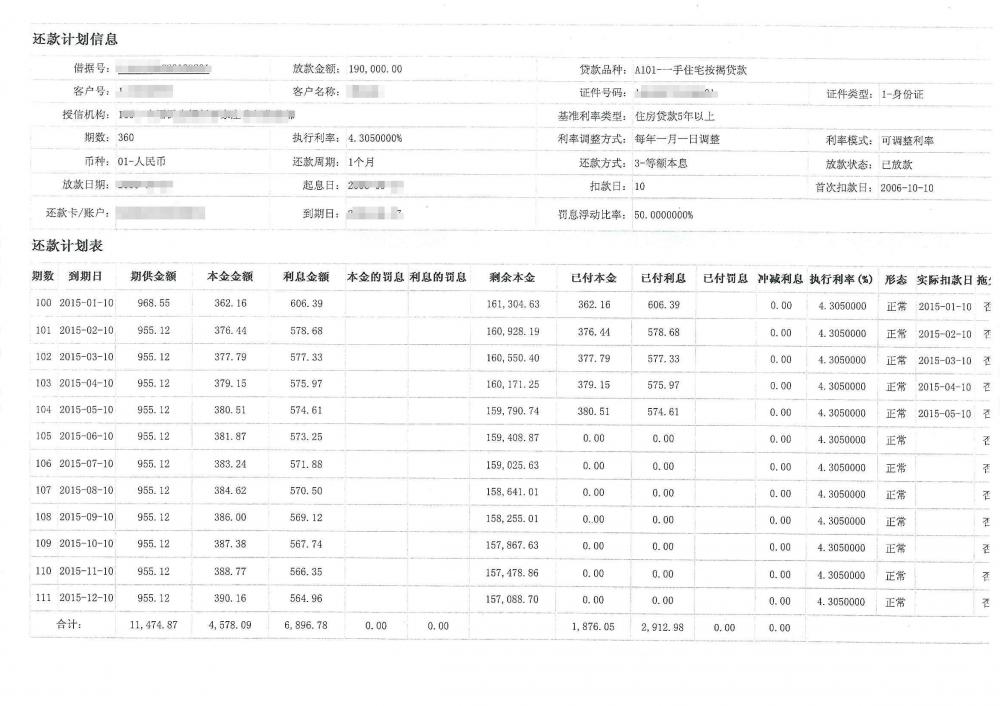 还款计划信息
借据号： 放款金额： 190,000.00 贷款品种： A101-一手住宅按揭贷款
客户号： 客户名称： 证件号码： 证件类型： 1-身份证
授信机构： 基准利率类型： 住房贷款5年以上
期数： 360 执行利率： 4.3050000% 利率调整方式： 每年一月一日调整 利率模式： 可调整利率
币种： 01-人民币 还款周期： 1个月 还款方式： 3-等额本息 放款状态： 已放款
放款日期： 起息日： 扣款日： 10 首次扣款日： 2006-10-10
还款卡/账户： 到期日： 罚息浮动比率： 50.0000000%
还款计划表
期数 到期日 期供金额 本金金额 利息金额 本金的罚息 利息的罚息 剩余本金 已付本金 已付利息 已付罚息 冲减利息 执行利率(%) 形态 实际扣款日
100 2015-01-10 968.55 362.16 606.39 161,304.63 362.16 606.39 0.00 4.3050000 正常 2015-01-10 否
101 2015-02-10 955.12 376.44 578.68 160,928.19 376.44 578.68 0.00 4.3050000 正常 2015-02-10 否
102 2015-03-10 955.12 377.79 577.33 160,550.40 377.79 577.33 0.00 4.3050000 正常 2015-03-10 否
103 2015-04-10 955.12 379.15 575.97 160,171.25 379.15 575.97 0.00 4.3050000 正常 2015-04-10 否
104 2015-05-10 955.12 380.51 574.61 159,790.74 380.51 574.61 0.00 4.3050000 正常 2015-05-10 否
105 2015-06-10 955.12 381.87 573.25 159,408.87 0.00 0.00 0.00 4.3050000 正常 否
106 2015-07-10 955.12 383.24 571.88 159,025.63 0.00 0.00 0.00 4.3050000 正常 否
107 2015-08-10 955.12 384.62 570.50 158,641.01 0.00 0.00 0.00 4.3050000 正常 否
108 2015-09-10 955.12 386.00 569.12 158,255.01 0.00 0.00 0.00 4.3050000 正常 否
109 2015-10-10 955.12 387.38 567.74 157,867.63 0.00 0.00 0.00 4.3050000 正常 否
110 2015-11-10 955.12 388.77 566.35 157,478.86 0.00 0.00 0.00 4.3050000 正常 否
111 2015-12-10 955.12 390.16 564.96 157,088.70 0.00 0.00 0.00 4.3050000 正常 否
合计： 11,474.87 4,578.09 6,896.78 0.00 0.00 1,876.05 2,912.98 0.00 0.00